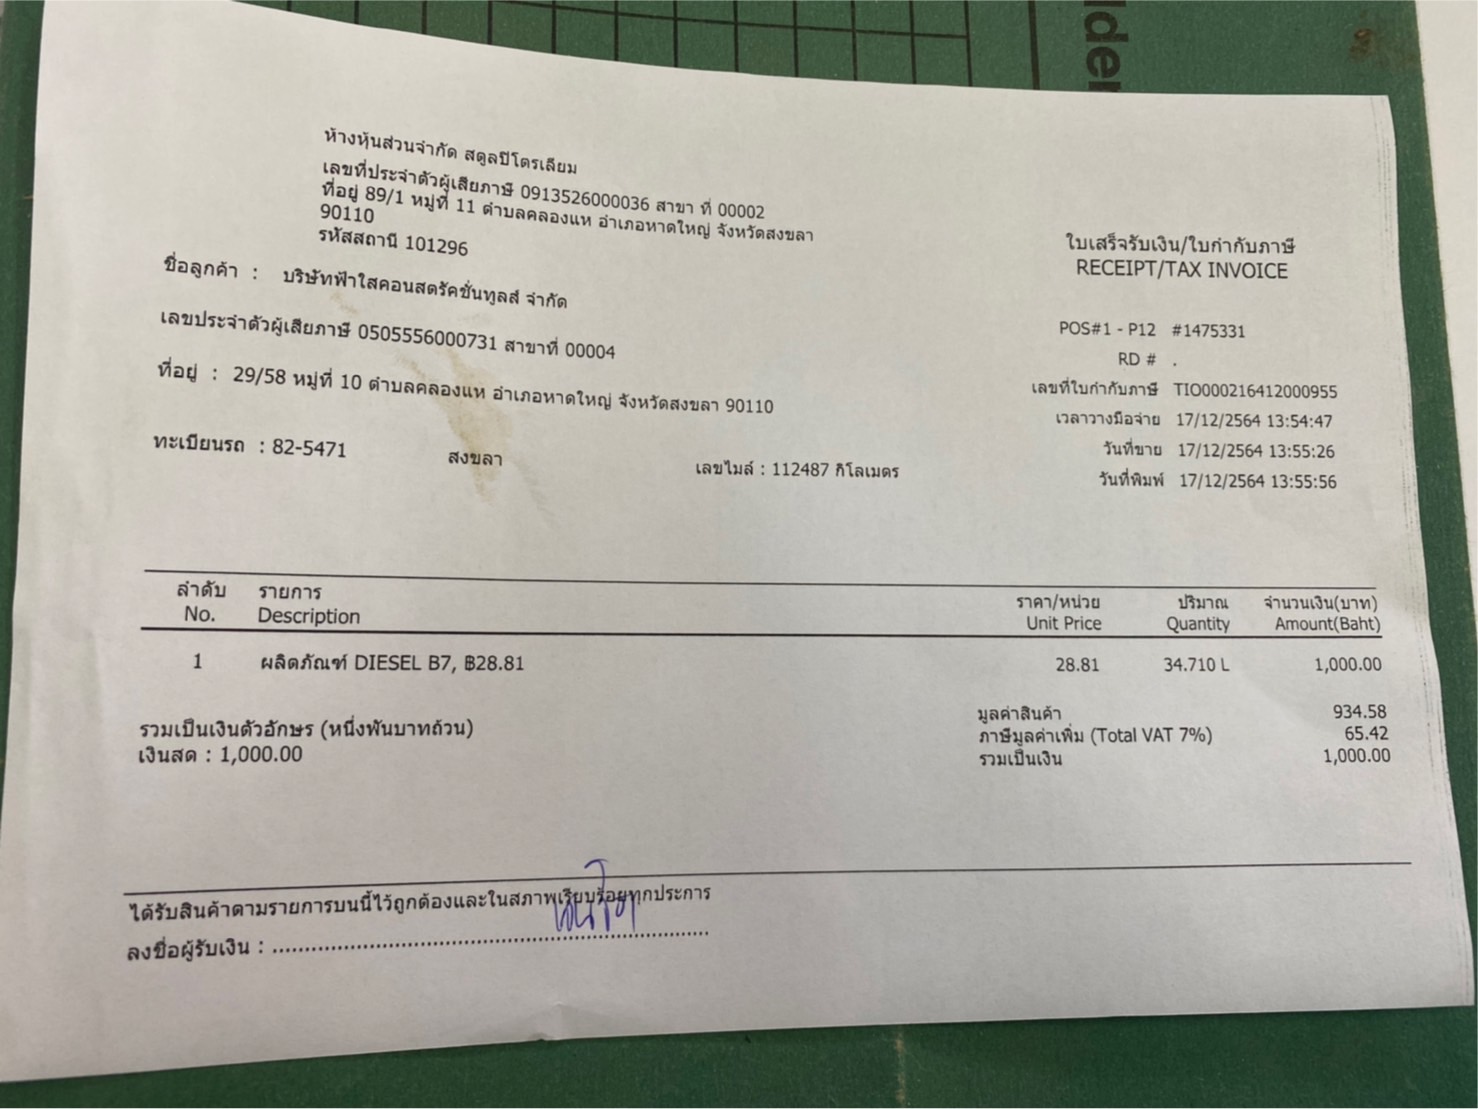 lder
ห้างหุ้นส่วนจำกัด สตูลปิโตรเลียม
เลขที่ประจำตัวผู้เสียภาษี 0913526000036 สาขา ที่ 00002
ที่อยู่ 89/1 หมู่ที่ 11 ตำบลคลองแห อำเภอหาดใหญ่ จังหวัดสงขลา
90110
รหัสสถานี 101296
ใบเสร็จรับเงิน/ใบกำกับภาษี
RECEIPT/TAX INVOICE
ชื่อลูกค้า : บริษัทฟ้าใสคอนสตรัคชั่นทูลส์ จำกัด
เลขประจำตัวผู้เสียภาษี 0505556000731 สาขาที่ 00004
ที่อยู่ : 29/58 หมู่ที่ 10 ตำบลคลองแห อำเภอหาดใหญ่ จังหวัดสงขลา 90110
ทะเบียนรถ : 82-5471 สงขลา เลขไมล์ : 112487 กิโลเมตร
POS#1 - P12 #1475331
RD # .
เลขที่ใบกำกับภาษี TIO000216412000955
เวลาวางมือจ่าย 17/12/2564 13:54:47
วันที่ขาย 17/12/2564 13:55:26
วันที่พิมพ์ 17/12/2564 13:55:56
ลำดับ รายการ ราคา/หน่วย ปริมาณ จำนวนเงิน(บาท)
No. Description Unit Price Quantity Amount(Baht)
1 ผลิตภัณฑ์ DIESEL B7, ฿28.81 28.81 34.710 L 1,000.00
มูลค่าสินค้า 934.58
รวมเป็นเงินตัวอักษร (หนึ่งพันบาทถ้วน) ภาษีมูลค่าเพิ่ม (Total VAT 7%) 65.42
เงินสด : 1,000.00 รวมเป็นเงิน 1,000.00
ได้รับสินค้าตามรายการบนนี้ไว้ถูกต้องและในสภาพเรียบร้อยทุกประการ
ลงชื่อผู้รับเงิน : ............................................................